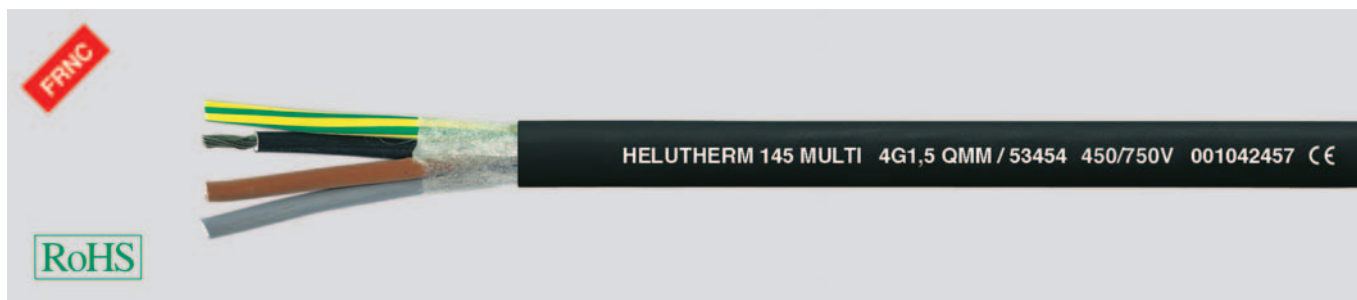 FRNC
HELUTHERM 145 MULTI 4G1,5 QMM / 53454 450/750V 001042457 CE
RoHS